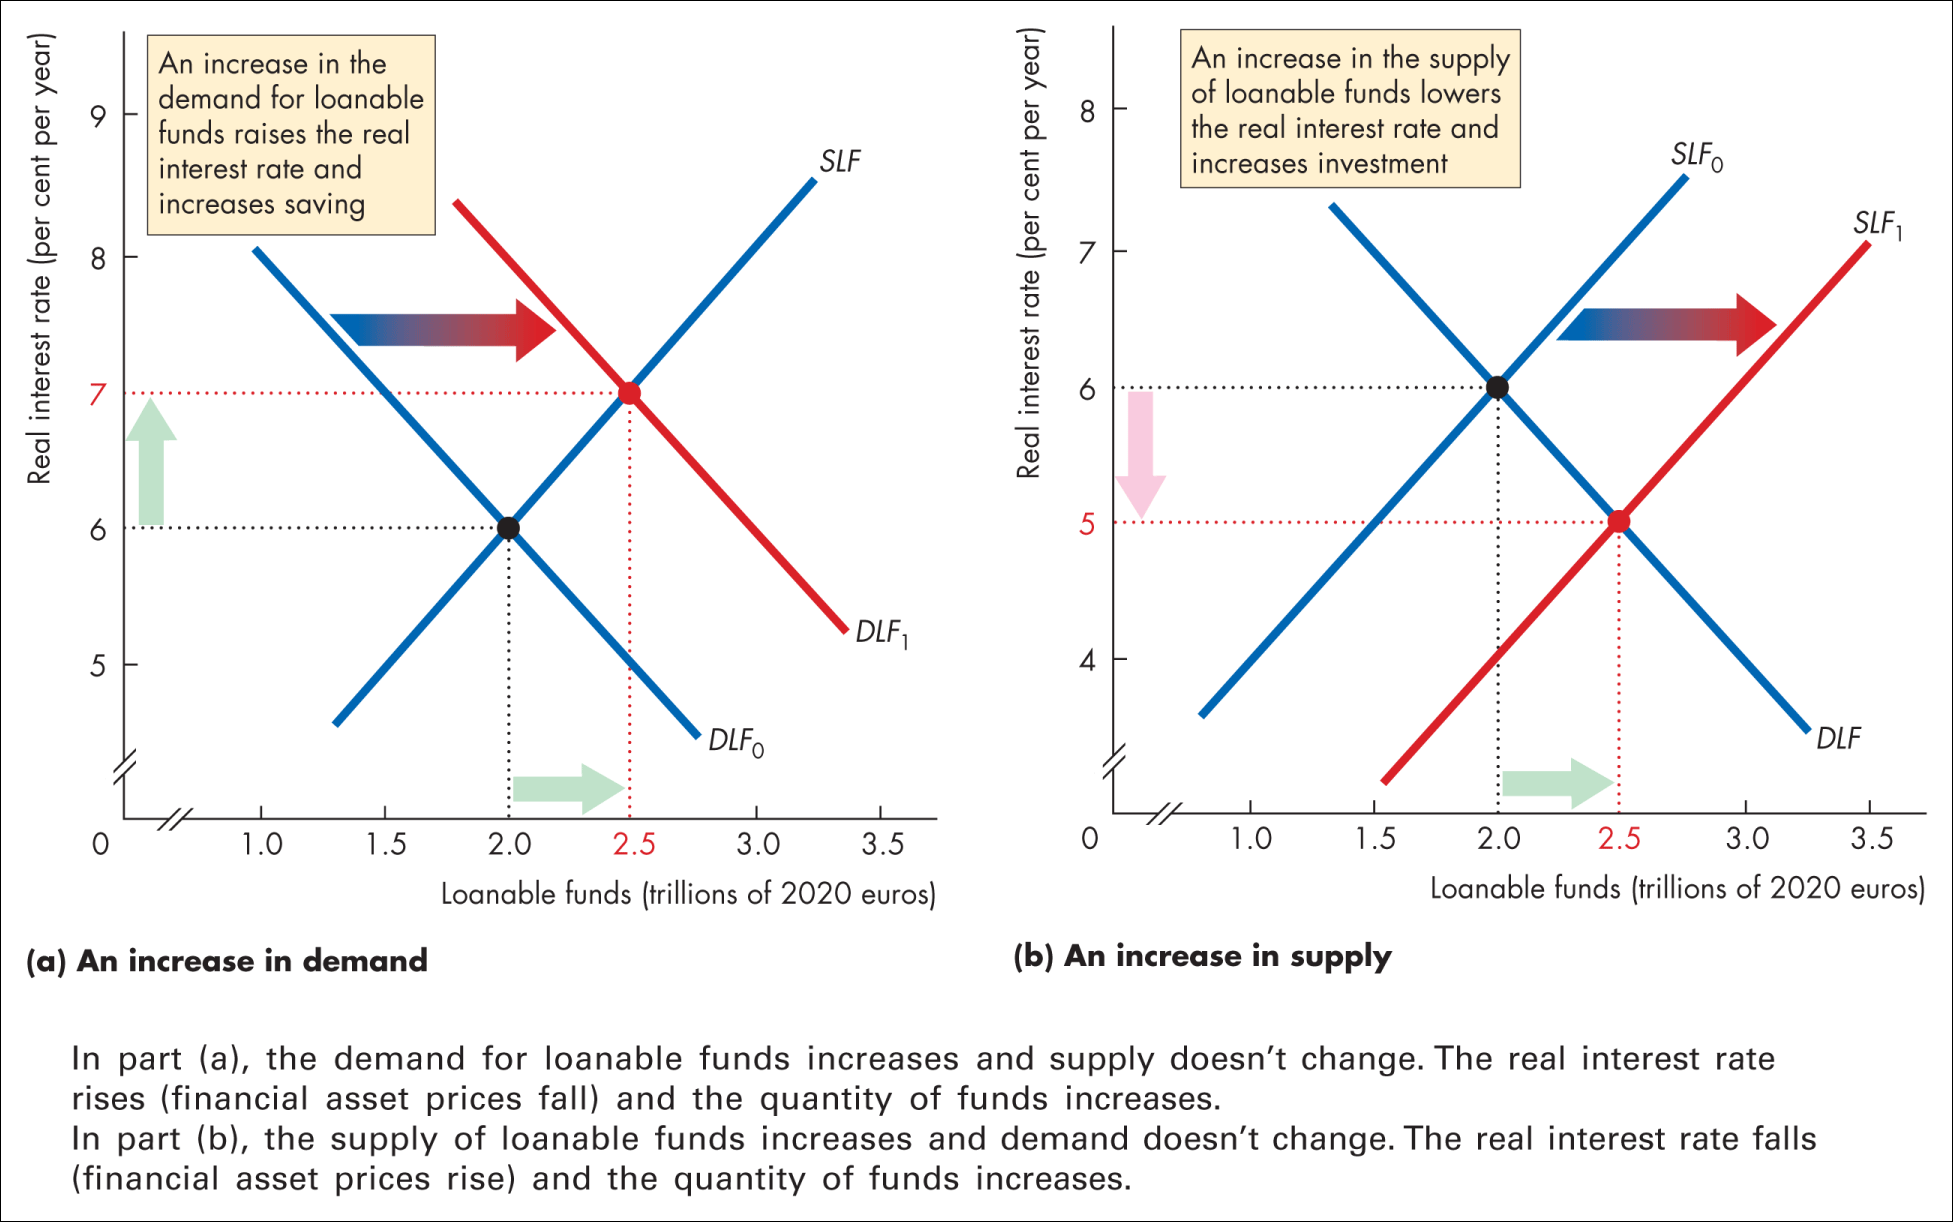 Real interest rate (per cent per year)
An increase in the
demand for loanable
funds raises the real
interest rate and
increases saving
9
8
7
6
5
0
SLF
DLF1
DLF0
1.0 1.5 2.0 2.5 3.0 3.5
Loanable funds (trillions of 2020 euros)
(a) An increase in demand
Real interest rate (per cent per year)
An increase in the supply
of loanable funds lowers
the real interest rate and
increases investment
8
7
6
5
4
0
SLF0
SLF1
DLF
1.0 1.5 2.0 2.5 3.0 3.5
Loanable funds (trillions of 2020 euros)
(b) An increase in supply
In part (a), the demand for loanable funds increases and supply doesn’t change. The real interest rate
rises (financial asset prices fall) and the quantity of funds increases.
In part (b), the supply of loanable funds increases and demand doesn’t change. The real interest rate falls
(financial asset prices rise) and the quantity of funds increases.